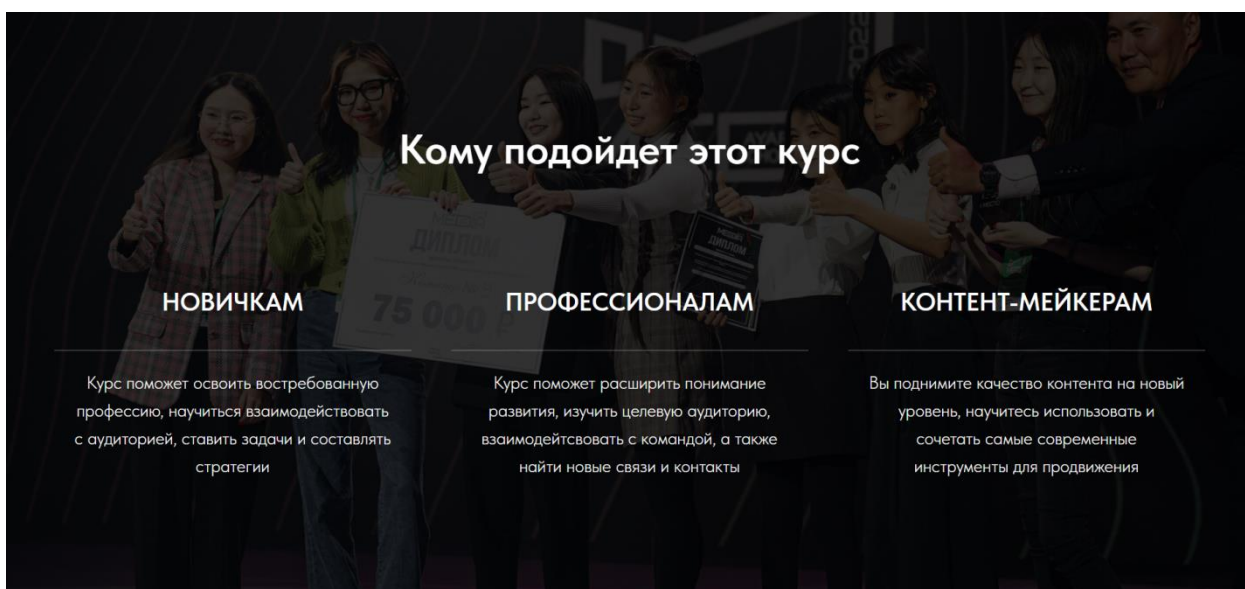 2022
Кому подойдет этот курс
ДИПЛОМ
75 000 ₽
ДИПЛОМ
НОВИЧКАМ
Курс поможет освоить востребованную
профессию, научиться взаимодействовать
с аудиторией, ставить задачи и составлять
стратегии
ПРОФЕССИОНАЛАМ
Курс поможет расширить понимание
развития, изучить целевую аудиторию,
взаимодейтсвовать с командой, а также
найти новые связи и контакты
КОНТЕНТ-МЕЙКЕРАМ
Вы поднимите качество контента на новый
уровень, научитесь использовать и
сочетать самые современные
инструменты для продвижения